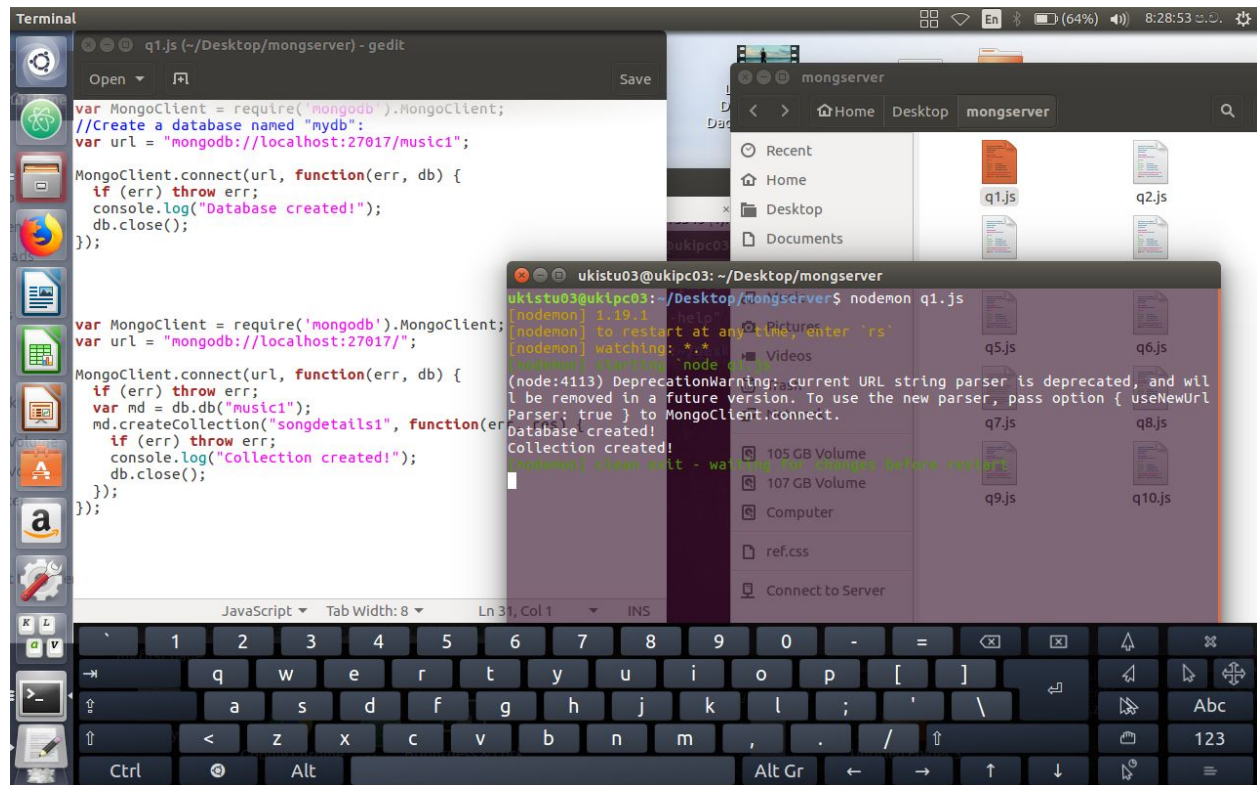 Terminal
En
(64%)
8:28:53
q1.js (~/Desktop/mongserver) - gedit
Open
Save
var MongoClient = require('mongodb').MongoClient;
//Create a database named "mydb":
var url = "mongodb://localhost:27017/music1";
MongoClient.connect(url, function(err, db) {
if (err) throw err;
console.log("Database created!");
db.close();
});
var MongoClient = require('mongodb').MongoClient;
var url = "mongodb://localhost:27017/";
MongoClient.connect(url, function(err, db) {
if (err) throw err;
var md = db.db("music1");
md.createCollection("songdetails1", function(err, res) {
if (err) throw err;
console.log("Collection created!");
db.close();
});
});
JavaScript
Tab Width: 8
Ln 31, Col 1
INS
mongserver
Home
Desktop
mongserver
Recent
Home
Desktop
Documents
Pictures
Videos
105 GB Volume
107 GB Volume
Computer
ref.css
Connect to Server
q1.js
q2.js
q5.js
q6.js
q7.js
q8.js
q9.js
q10.js
ukistu03@ukipc03: ~/Desktop/mongserver
ukistu03@ukipc03:~/Desktop/mongserver$ nodemon q1.js
[nodemon] 1.19.1
[nodemon] to restart at any time, enter `rs`
[nodemon] watching: *.*
[nodemon] starting `node q1.js`
(node:4113) DeprecationWarning: current URL string parser is deprecated, and wil
l be removed in a future version. To use the new parser, pass option { useNewUrl
Parser: true } to MongoClient.connect.
Database created!
Collection created!
[nodemon] clean exit - waiting for changes before restart
` 1 2 3 4 5 6 7 8 9 0 - =
q w e r t y u i o p [ ]
a s d f g h j k l ; ' \
Abc
< z x c v b n m , . /
123
Ctrl
Alt
Alt Gr